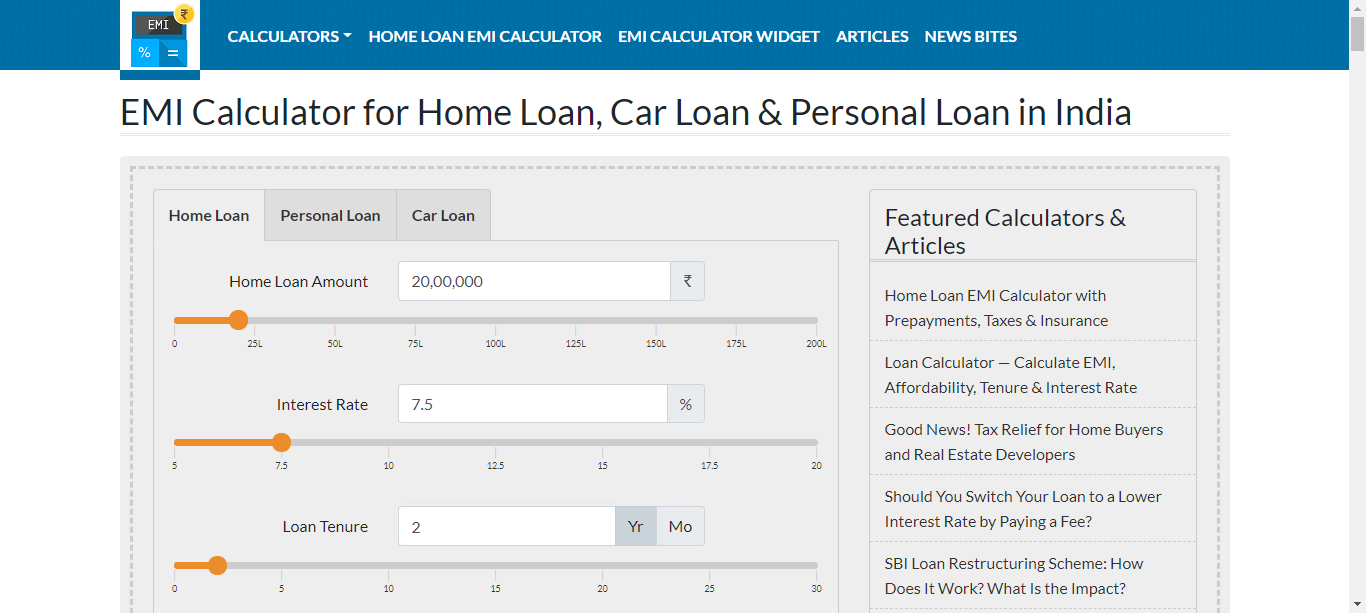 EMI
₹
%
=
CALCULATORS
HOME LOAN EMI CALCULATOR
EMI CALCULATOR WIDGET
ARTICLES
NEWS BITES
EMI Calculator for Home Loan, Car Loan & Personal Loan in India
Home Loan
Personal Loan
Car Loan
Home Loan Amount
20,00,000
₹
0 25L 50L 75L 100L 125L 150L 175L 200L
Interest Rate
7.5
%
5 7.5 10 12.5 15 17.5 20
Loan Tenure
2
Yr
Mo
0 5 10 15 20 25 30
Featured Calculators &
Articles
Home Loan EMI Calculator with
Prepayments, Taxes & Insurance
Loan Calculator — Calculate EMI,
Affordability, Tenure & Interest Rate
Good News! Tax Relief for Home Buyers
and Real Estate Developers
Should You Switch Your Loan to a Lower
Interest Rate by Paying a Fee?
SBI Loan Restructuring Scheme: How
Does It Work? What Is the Impact?